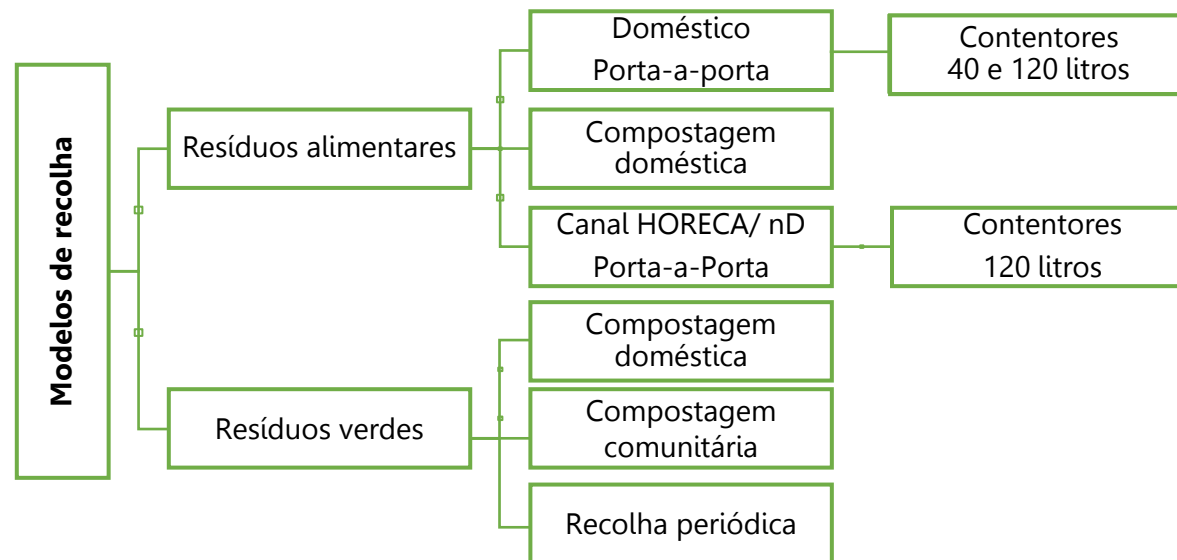 Modelos de recolha
Resíduos alimentares
Doméstico
Porta-a-porta
Contentores
40 e 120 litros
Compostagem
doméstica
Canal HORECA/ nD
Porta-a-Porta
Contentores
120 litros
Resíduos verdes
Compostagem
doméstica
Compostagem
comunitária
Recolha periódica